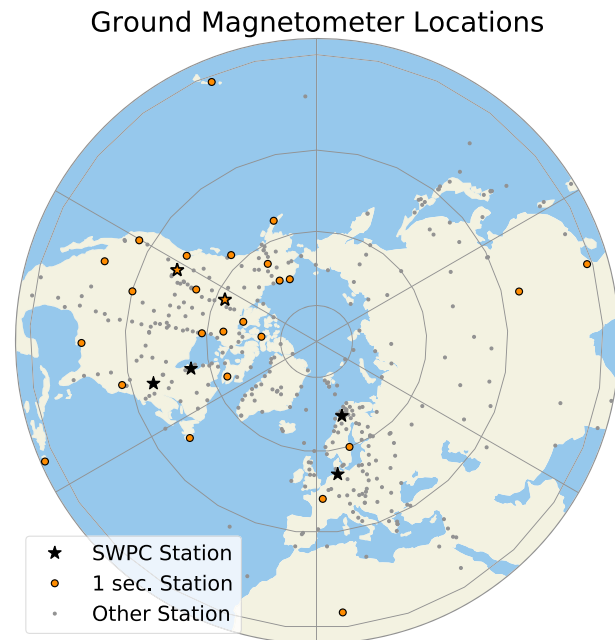 Ground Magnetometer Locations
SWPC Station
1 sec. Station
Other Station